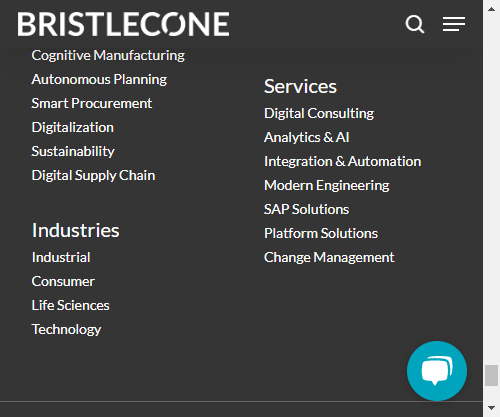 BRISTLECONE
Cognitive Manufacturing
Autonomous Planning
Smart Procurement
Digitalization
Sustainability
Digital Supply Chain
Industries
Industrial
Consumer
Life Sciences
Technology
Services
Digital Consulting
Analytics & AI
Integration & Automation
Modern Engineering
SAP Solutions
Platform Solutions
Change Management